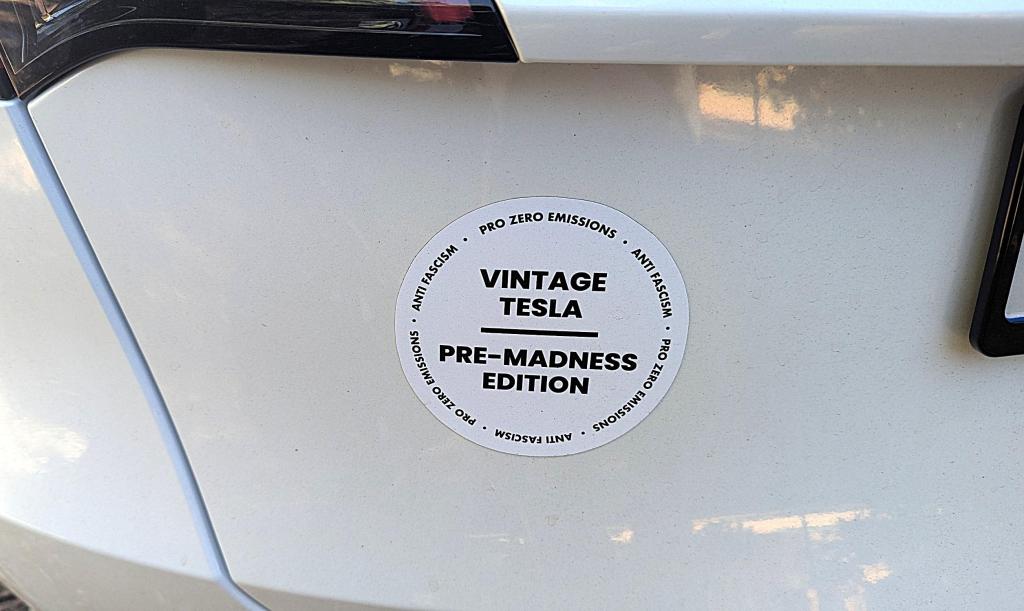 PRO ZERO EMISSIONS • ANTI FASCISM • PRO ZERO EMISSIONS • ANTI FASCISM • PRO ZERO EMISSIONS • ANTI FASCISM •
VINTAGE
TESLA
PRE-MADNESS
EDITION